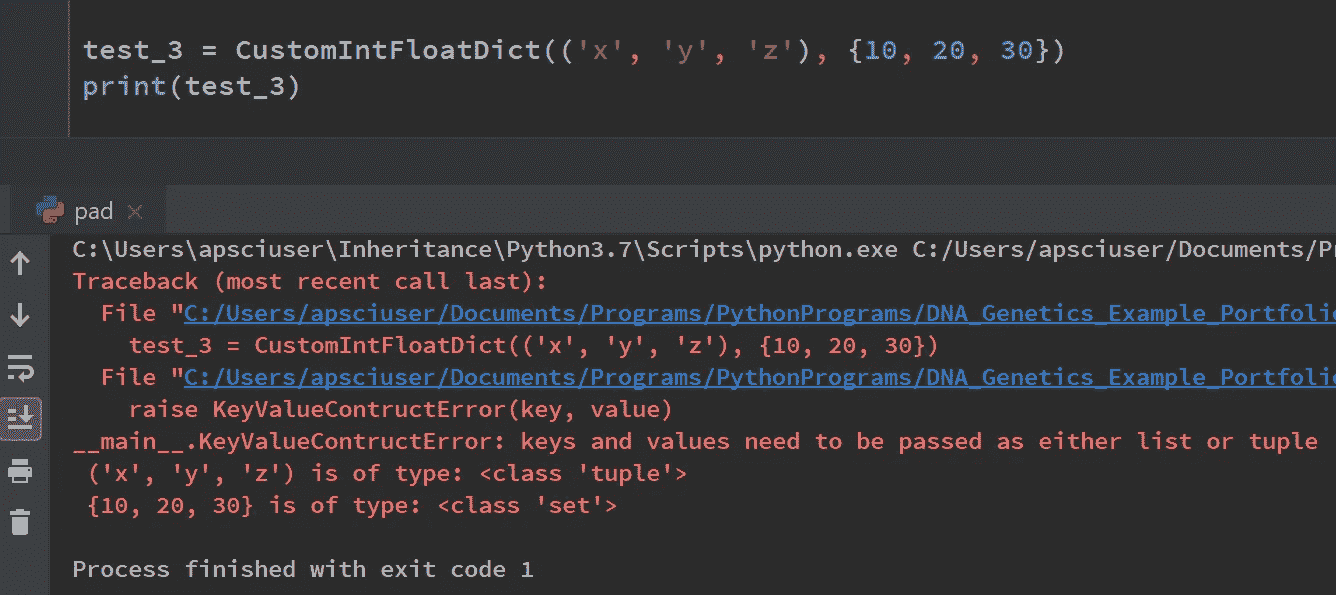 test_3 = CustomIntFloatDict(('x', 'y', 'z'), {10, 20, 30})
print(test_3)
pad
C:\Users\apsciuser\Inheritance\Python3.7\Scripts\python.exe C:/Users/apsciuser/Documents/Pr
Traceback (most recent call last):
File "C:/Users/apsciuser/Documents/Programs/PythonPrograms/DNA_Genetics_Example_Portfolio
test_3 = CustomIntFloatDict(('x', 'y', 'z'), {10, 20, 30})
File "C:/Users/apsciuser/Documents/Programs/PythonPrograms/DNA_Genetics_Example_Portfolio
raise KeyValueContructError(key, value)
__main__.KeyValueContructError: keys and values need to be passed as either list or tuple
('x', 'y', 'z') is of type: <class 'tuple'>
{10, 20, 30} is of type: <class 'set'>
Process finished with exit code 1